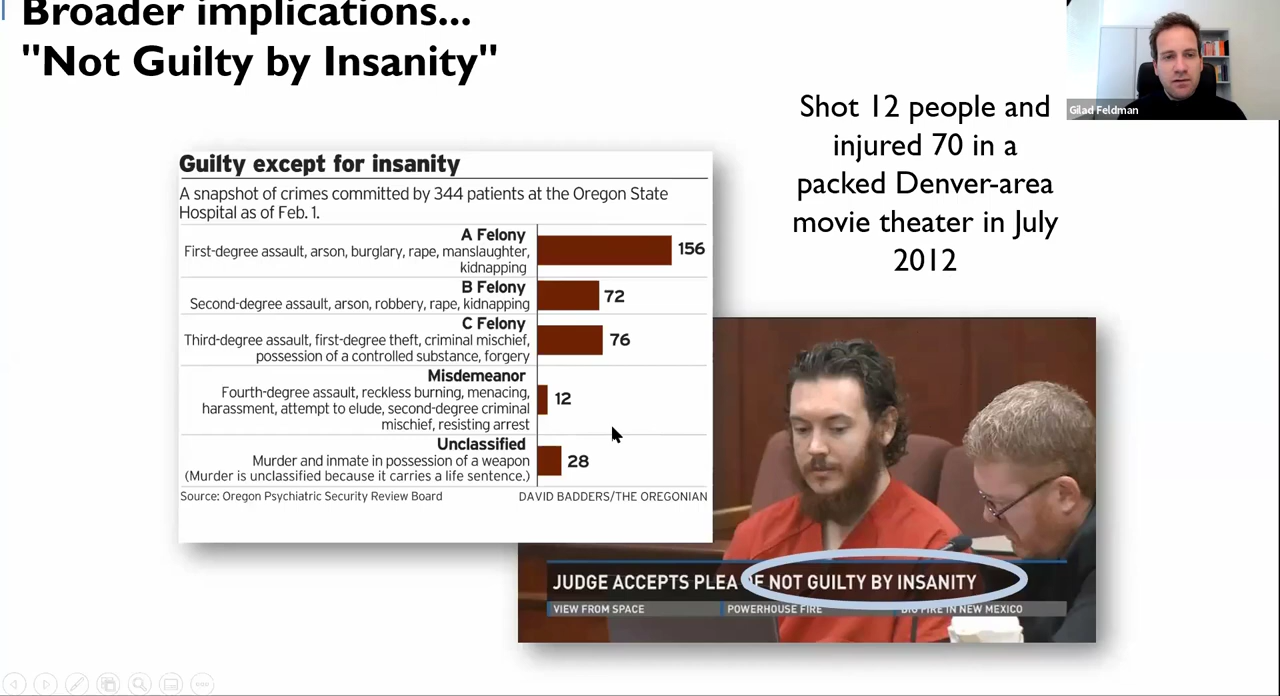 Broader implications...
"Not Guilty by Insanity"
Gilad Feldman
Shot 12 people and
injured 70 in a
packed Denver-area
movie theater in July
2012
Guilty except for insanity
A snapshot of crimes committed by 344 patients at the Oregon State
Hospital as of Feb. 1.
A Felony
First-degree assault, arson, burglary, rape, manslaughter,
kidnapping
156
B Felony
Second-degree assault, arson, robbery, rape, kidnapping
72
C Felony
Third-degree assault, first-degree theft, criminal mischief,
possession of a controlled substance, forgery
76
Misdemeanor
Fourth-degree assault, reckless burning, menacing,
harassment, attempt to elude, second-degree criminal
mischief, resisting arrest
12
Unclassified
Murder and inmate in possession of a weapon
(Murder is unclassified because it carries a life sentence.)
28
Source: Oregon Psychiatric Security Review Board
DAVID BADDERS/THE OREGONIAN
JUDGE ACCEPTS PLEA OF NOT GUILTY BY INSANITY
VIEW FROM SPACE
POWERHOUSE FIRE
BIG FIRE IN NEW MEXICO